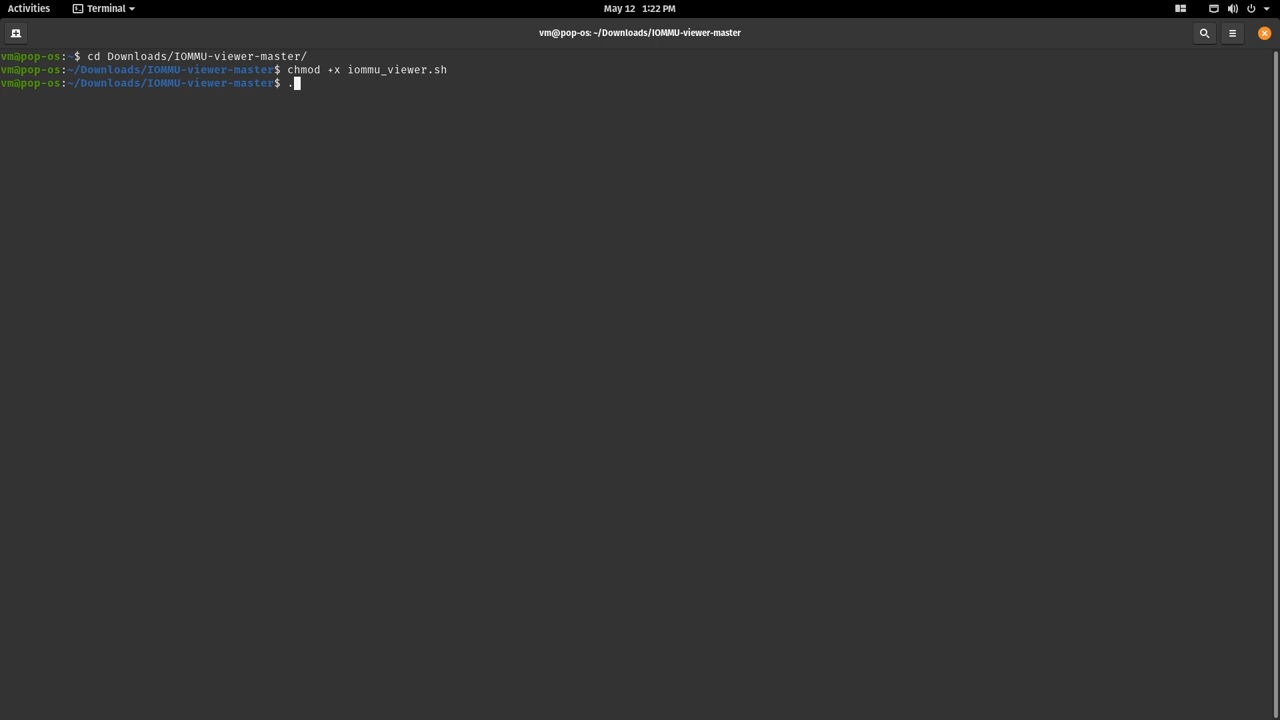 Activities Terminal May 12 1:22 PM
vm@pop-os: ~/Downloads/IOMMU-viewer-master
vm@pop-os:~$ cd Downloads/IOMMU-viewer-master/
vm@pop-os:~/Downloads/IOMMU-viewer-master$ chmod +x iommu_viewer.sh
vm@pop-os:~/Downloads/IOMMU-viewer-master$ .